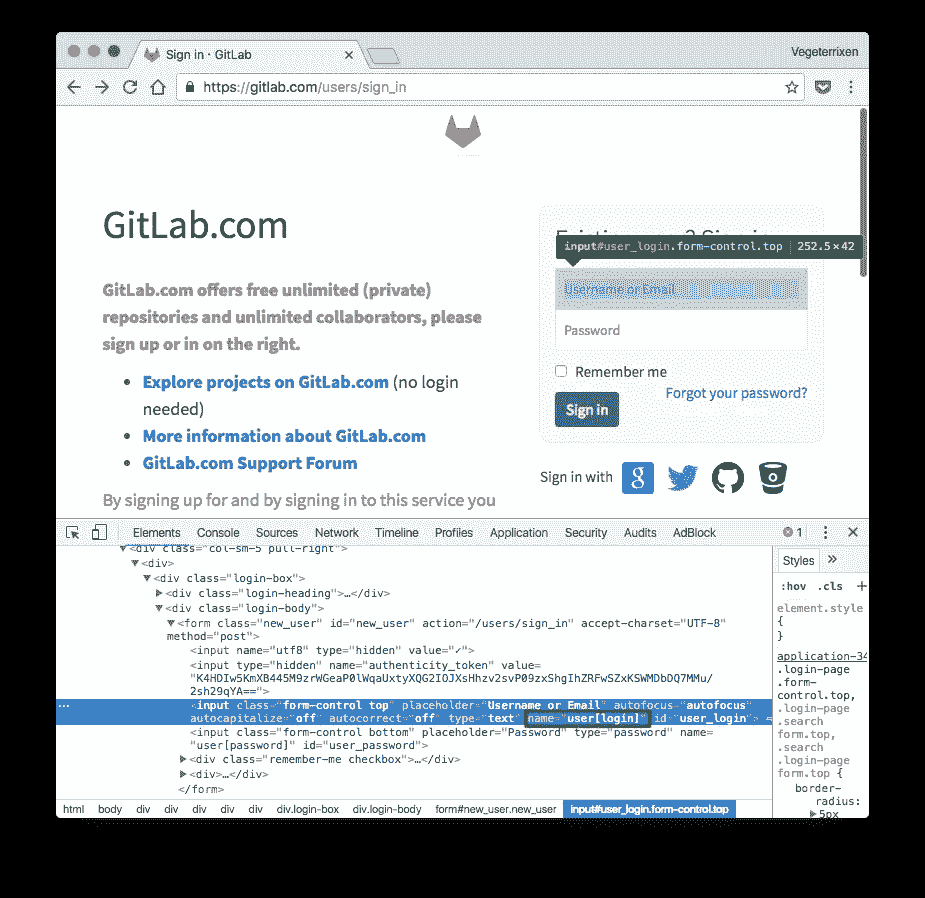 Sign in · GitLab
Vegeterrixen
https://gitlab.com/users/sign_in
GitLab.com
GitLab.com offers free unlimited (private)
repositories and unlimited collaborators, please
sign up or in on the right.
Explore projects on GitLab.com (no login
needed)
More information about GitLab.com
GitLab.com Support Forum
By signing up for and by signing in to this service you
input#user_login.form-control.top | 252.5×42
Username or Email
Password
Remember me
Forgot your password?
Sign in
Sign in with
Elements Console Sources Network Timeline Profiles Application Security Audits AdBlock 1
<div class="col-sm-5 pull-right">
<div>
<div class="login-box">
<div class="login-heading">…</div>
<div class="login-body">
<form class="new_user" id="new_user" action="/users/sign_in" accept-charset="UTF-8"
method="post">
<input name="utf8" type="hidden" value="✓">
<input type="hidden" name="authenticity_token" value=
"K4HDIw5KmXB445M9zrWGeaP0lWqaUxtyXQG2IOJXsHhzv2svP09zxShgIhZRFwSZxKSWMDbDQ7MMu/
2sh29qYA==">
<input class="form-control top" placeholder="Username or Email" autofocus="autofocus"
autocapitalize="off" autocorrect="off" type="text" name="user[login]" id="user_login">
<input class="form-control bottom" placeholder="Password" type="password" name=
"user[password]" id="user_password">
<div class="remember-me checkbox">…</div>
<div>…</div>
</form>
html body div div div div div div.login-box div.login-body form#new_user.new_user input#user_login.form-control.top
Styles
:hov .cls +
element.style
{
}
application-34
.login-page
.form-
control.top,
.login-page
.search
form.top,
.search
.login-page
form.top {
border-
radius:
5px